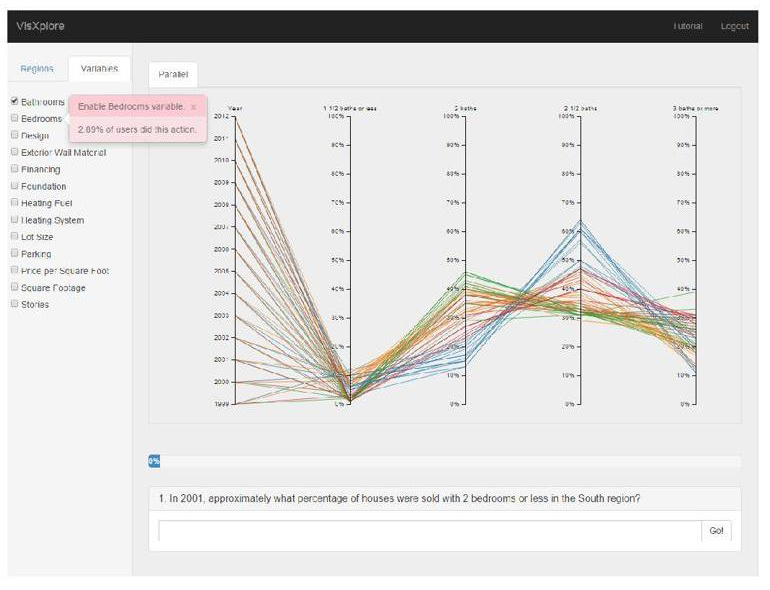 VisXplore
Tutorial Logout
Regions Variables
Parallel
Bathrooms
Enable Bedrooms variable. x
2.89% of users did this action.
Bedrooms
Design
Exterior Wall Material
Financing
Foundation
Heating Fuel
Heating System
Lot Size
Parking
Price per Square Foot
Square Footage
Stories
Year 1 1/2 baths or less 2 baths 2 1/2 baths 3 baths or more
2012 100% 100% 100% 100%
2011 90% 90% 90% 90%
2010 80% 80% 80% 80%
2009 70% 70% 70% 70%
2007 60% 60% 60% 60%
2006 50% 50% 50% 50%
2004 40% 40% 40% 40%
2003 30% 30% 30% 30%
2002 20% 20% 20% 20%
2001 10% 10% 10% 10%
2000
1999 0% 0% 0% 0%
0%
1. In 2001, approximately what percentage of houses were sold with 2 bedrooms or less in the South region?
Go!